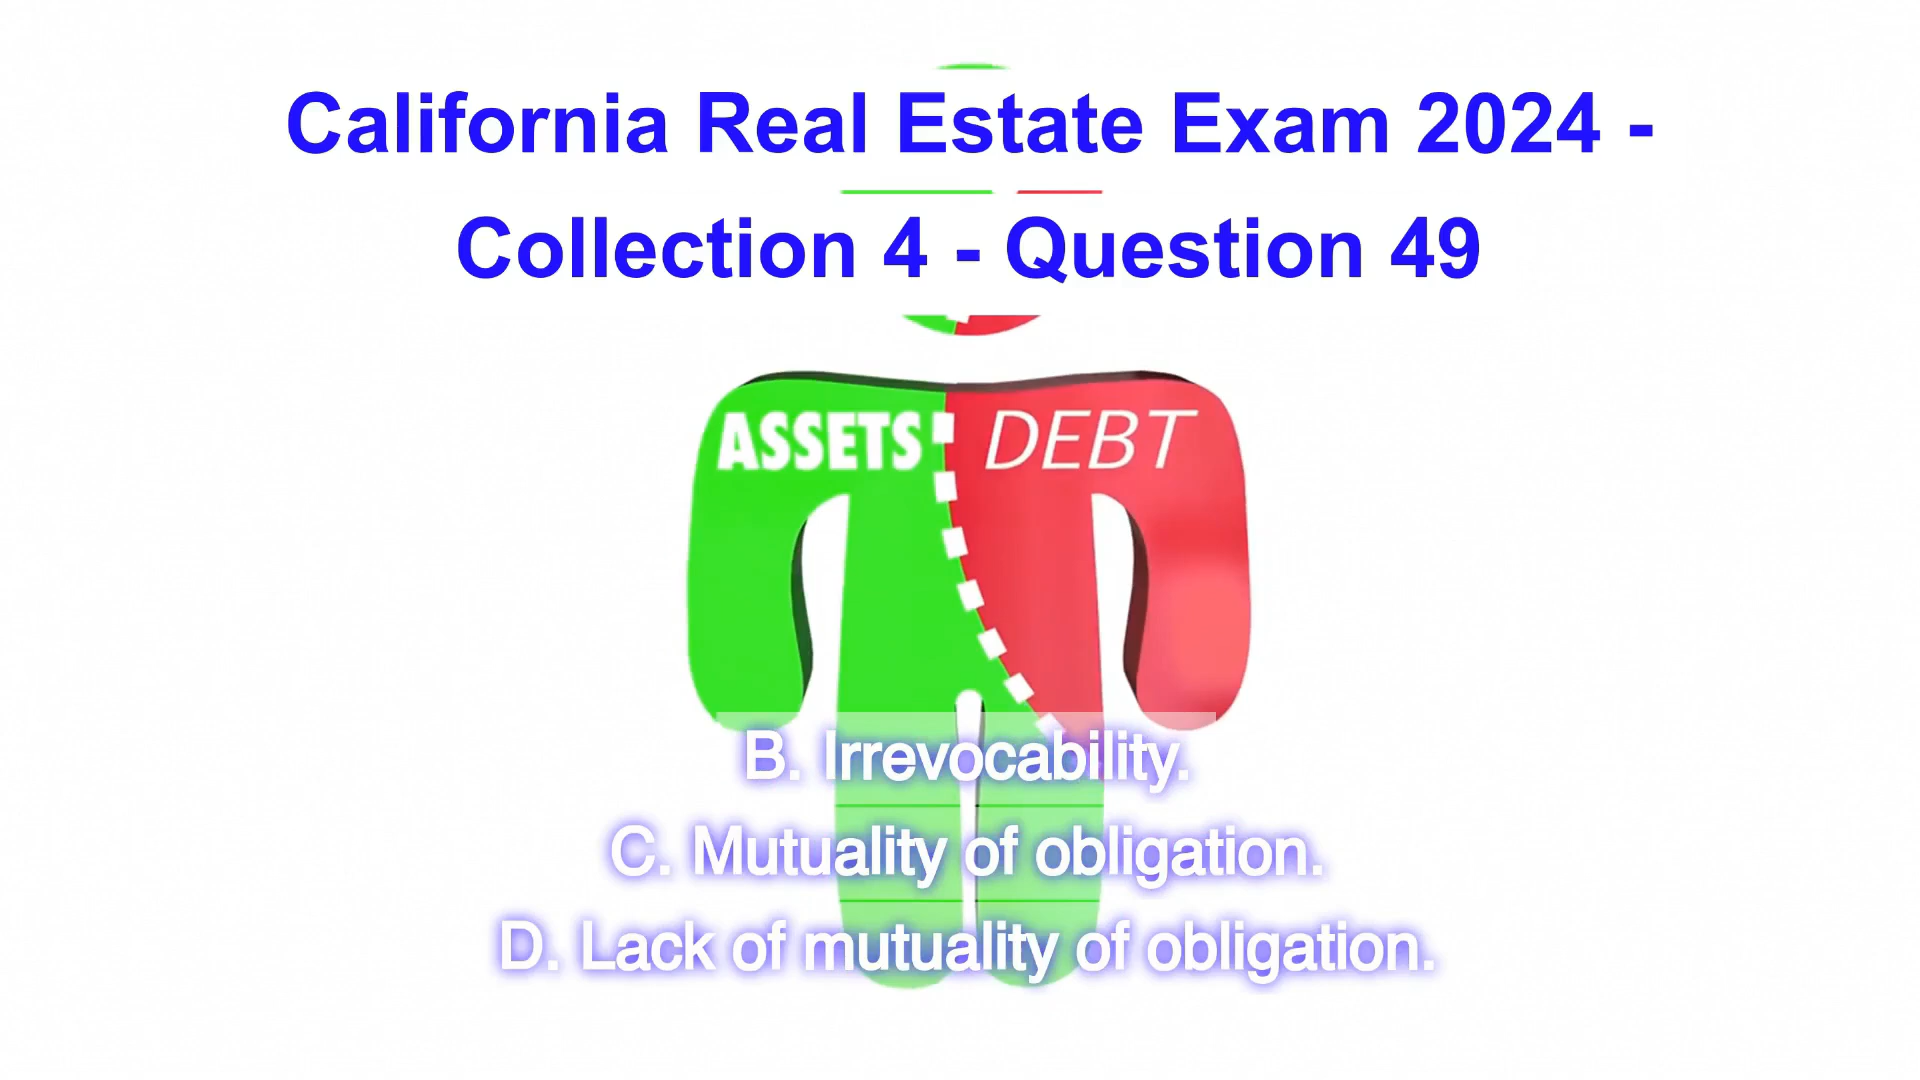 California Real Estate Exam 2024 -
Collection 4 - Question 49
ASSETS DEBT
B. Irrevocability.
C. Mutuality of obligation.
D. Lack of mutuality of obligation.